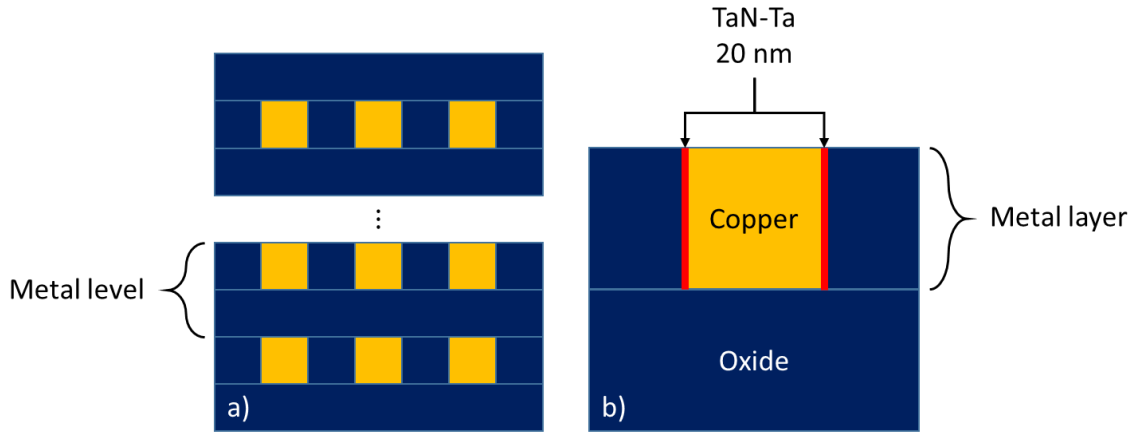 TaN-Ta
20 nm
Copper
Metal layer
Metal level
Oxide
a)
b)